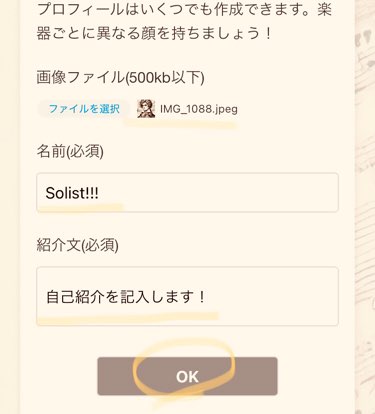 プロフィールはいくつでも作成できます。楽
器ごとに異なる顔を持ちましょう！
画像ファイル(500kb以下)
ファイルを選択 IMG_1088.jpeg
名前(必須)
Solist!!!
紹介文(必須)
自己紹介を記入します！
OK